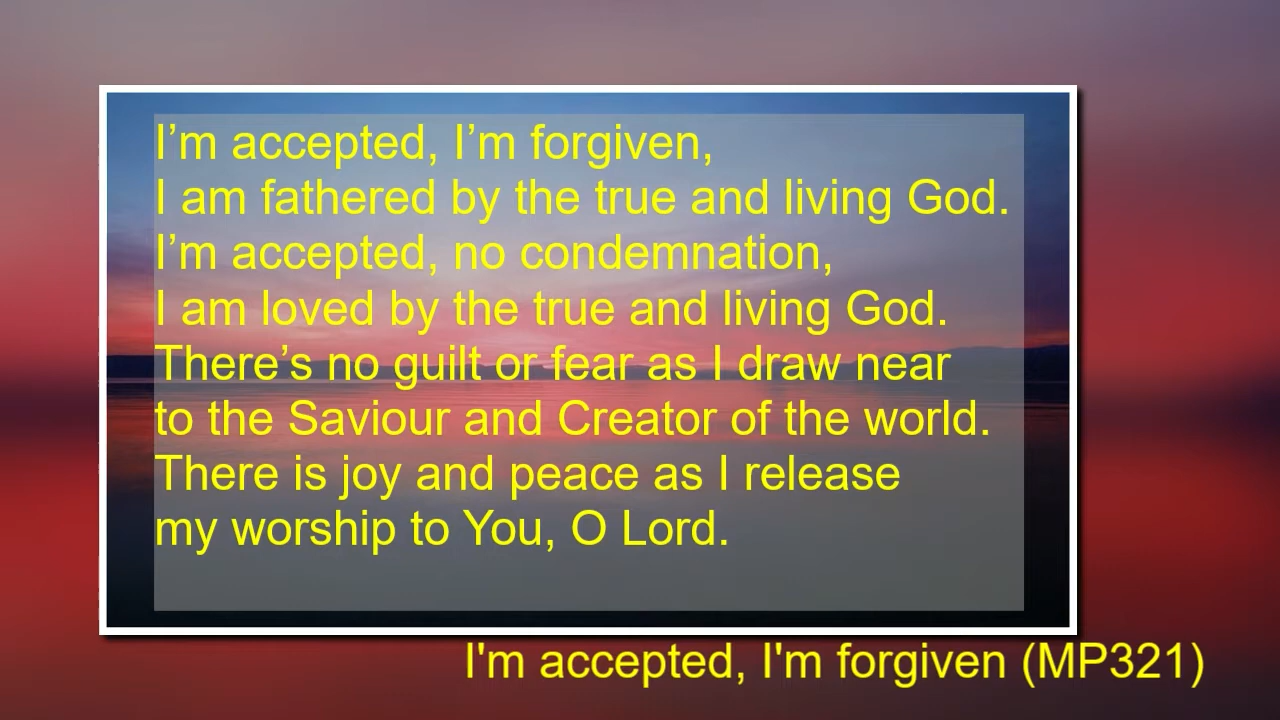 I’m accepted, I’m forgiven,
I am fathered by the true and living God.
I’m accepted, no condemnation,
I am loved by the true and living God.
There’s no guilt or fear as I draw near
to the Saviour and Creator of the world.
There is joy and peace as I release
my worship to You, O Lord.
I'm accepted, I'm forgiven (MP321)